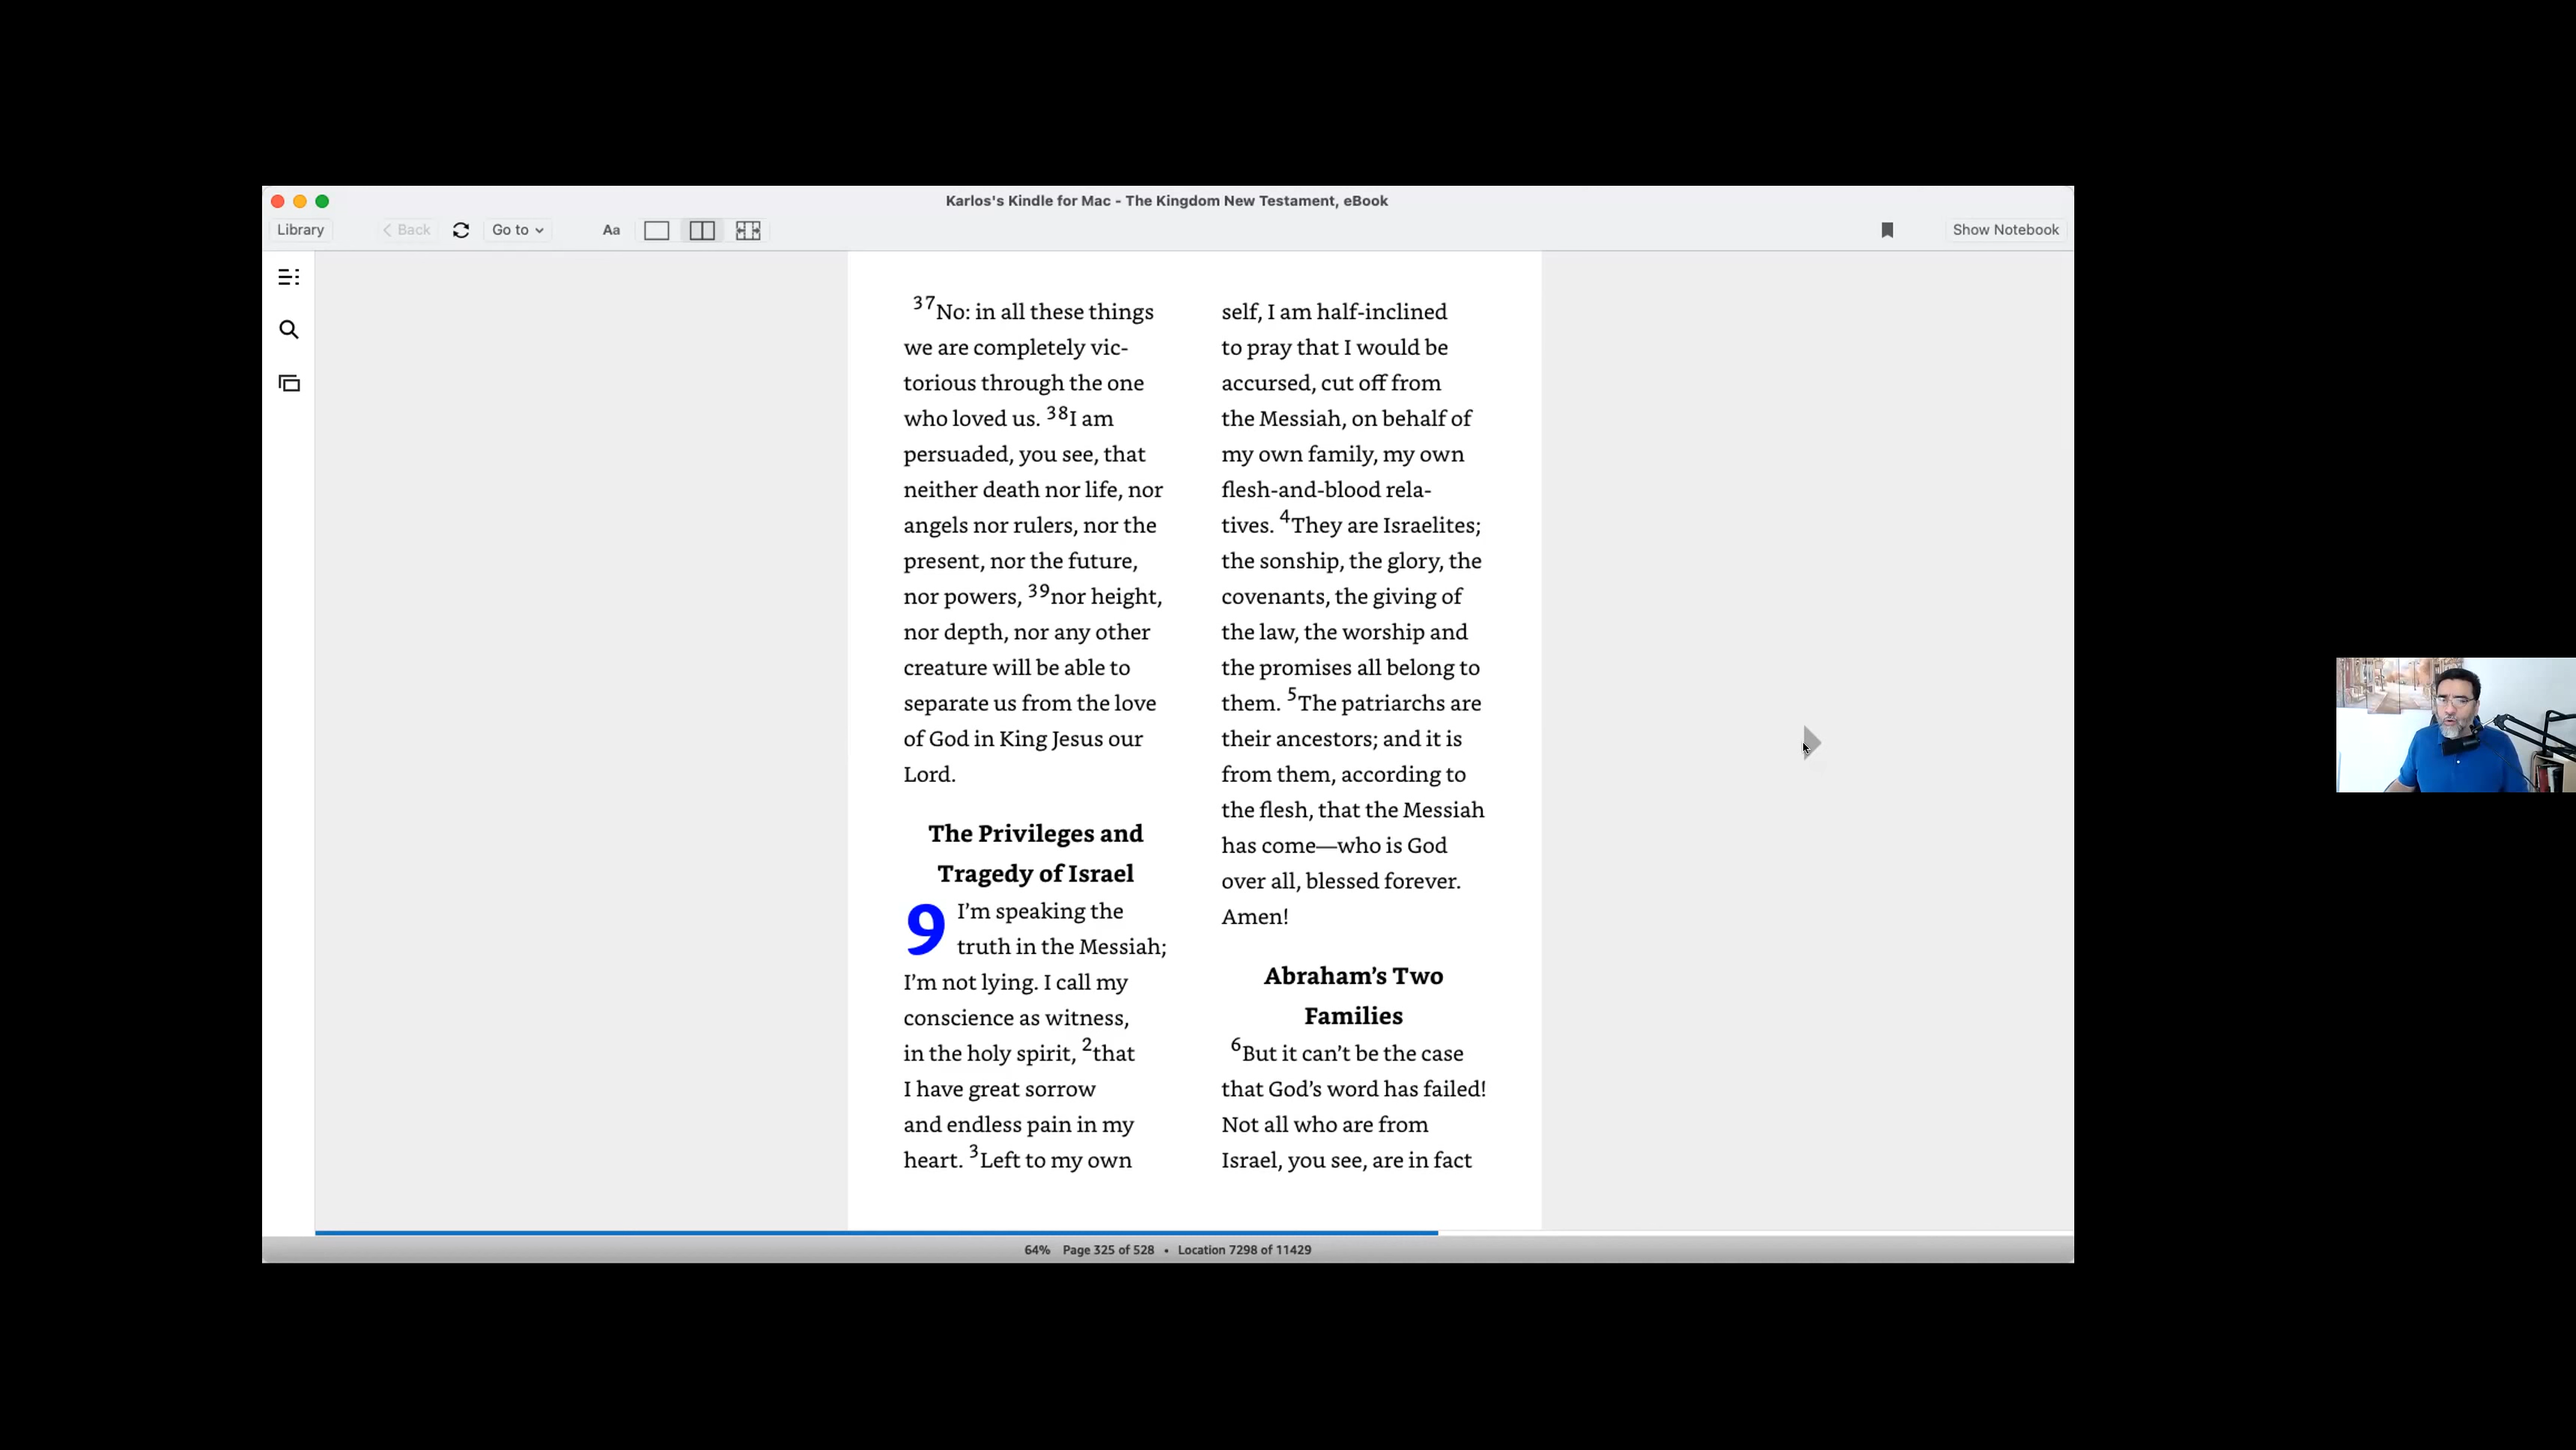 Karlos's Kindle for Mac - The Kingdom New Testament, eBook
Library
Back
Go to
Aa
Show Notebook
37No: in all these things
we are completely vic-
torious through the one
who loved us. 38I am
persuaded, you see, that
neither death nor life, nor
angels nor rulers, nor the
present, nor the future,
nor powers, 39nor height,
nor depth, nor any other
creature will be able to
separate us from the love
of God in King Jesus our
Lord.
The Privileges and
Tragedy of Israel
9 I’m speaking the
truth in the Messiah;
I’m not lying. I call my
conscience as witness,
in the holy spirit, 2that
I have great sorrow
and endless pain in my
heart. 3Left to my own
self, I am half-inclined
to pray that I would be
accursed, cut off from
the Messiah, on behalf of
my own family, my own
flesh-and-blood rela-
tives. 4They are Israelites;
the sonship, the glory, the
covenants, the giving of
the law, the worship and
the promises all belong to
them. 5The patriarchs are
their ancestors; and it is
from them, according to
the flesh, that the Messiah
has come—who is God
over all, blessed forever.
Amen!
Abraham’s Two
Families
6But it can’t be the case
that God’s word has failed!
Not all who are from
Israel, you see, are in fact
64% Page 325 of 528 • Location 7298 of 11429